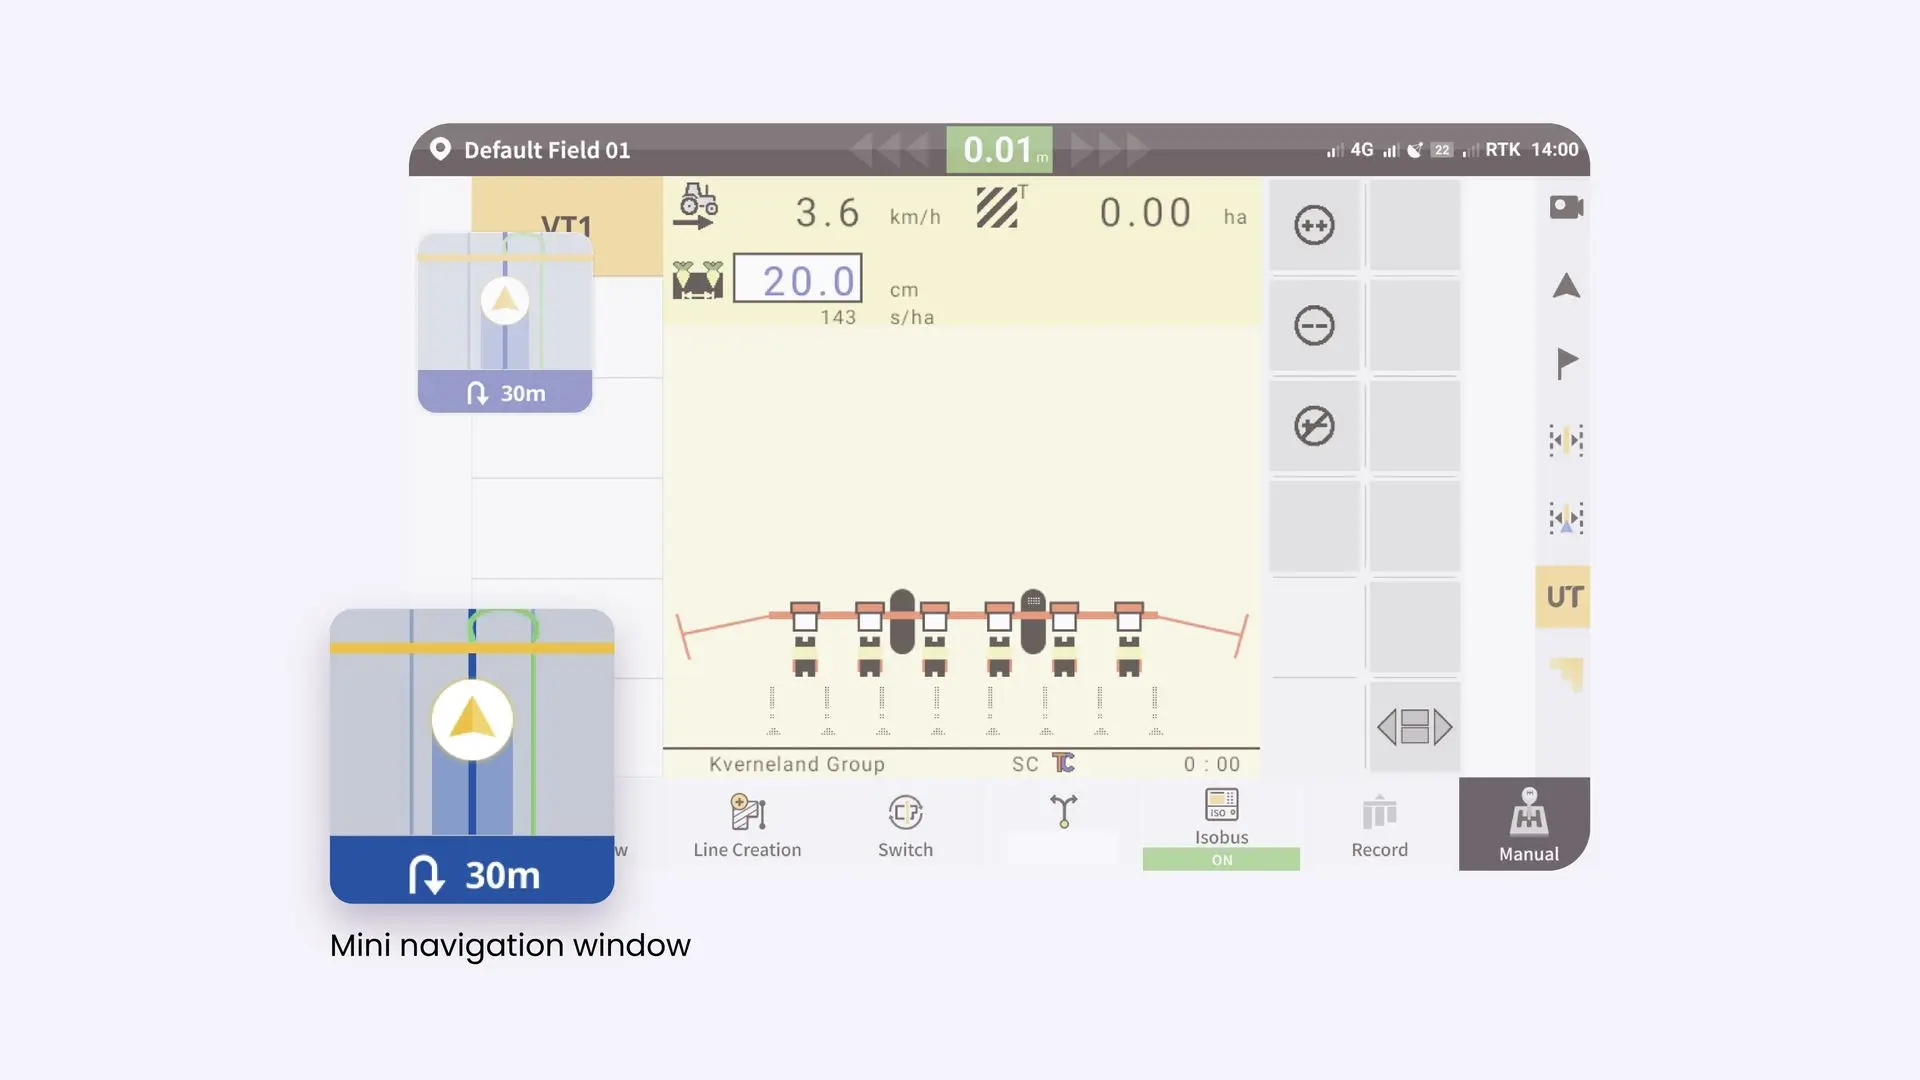 Default Field 01
0.01 m
4G 22 RTK 14:00
VT1
3.6 km/h
T
0.00 ha
20.0 cm
143 s/ha
30m
UT
Kverneland Group SC TC 0 : 00
30m
w
Line Creation
Switch
ISO
Isobus
ON
Record
Manual
Mini navigation window